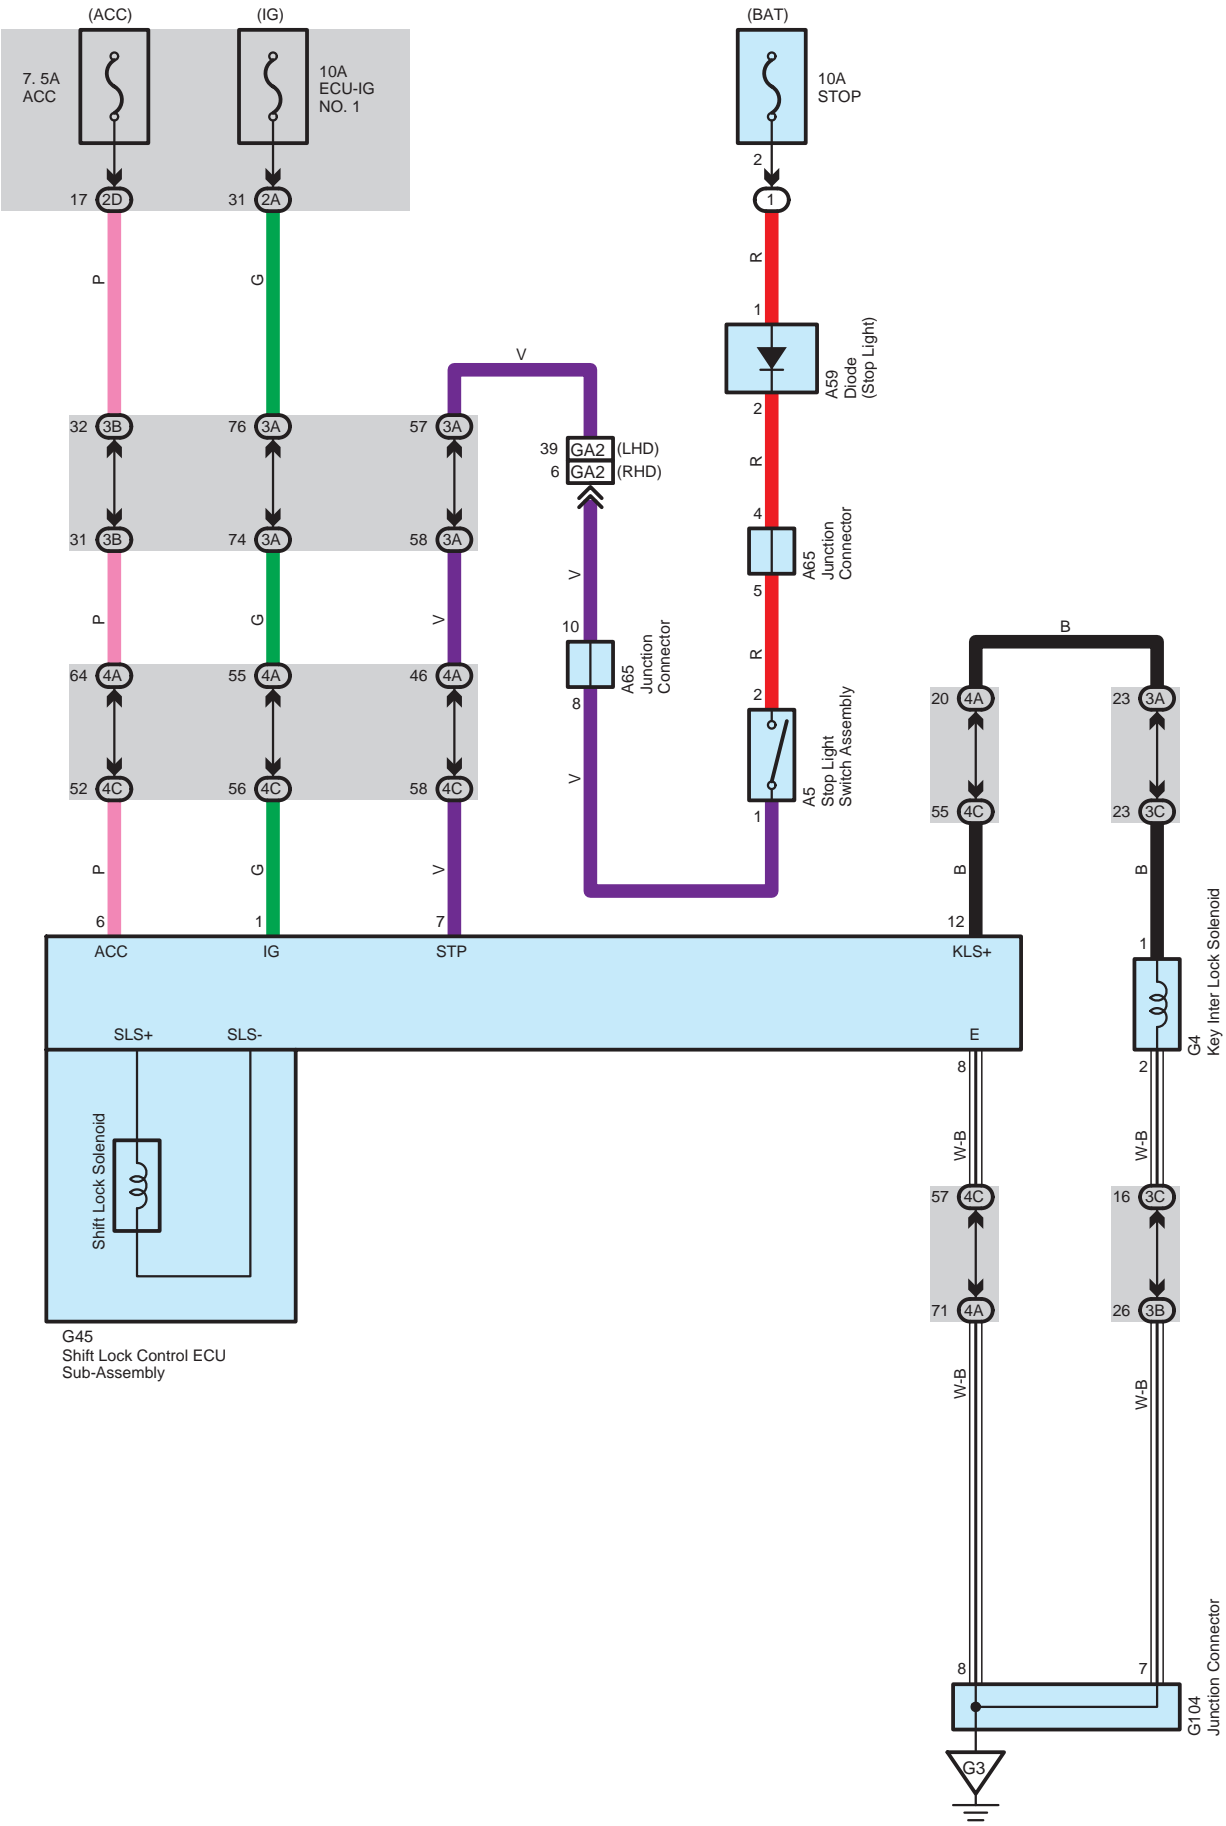 (ACC)
(IG)
(BAT)
7. 5A
ACC
10A
ECU-IG
NO. 1
10A
STOP
2
17 2D
31 2A
1
P
G
R
1
A59
Diode
(Stop Light)
V
2
32 3B
76 3A
57 3A
39 GA2 (LHD)
6 GA2 (RHD)
R
4
31 3B
74 3A
58 3A
A65
Junction
Connector
5
V
P
G
V
10
A65
Junction
Connector
8
R
B
64 4A
55 4A
46 4A
2
20 4A
23 3A
V
A5
Stop Light
Switch Assembly
1
52 4C
56 4C
58 4C
55 4C
23 3C
P
G
V
B
B
6
1
7
12
1
ACC
IG
STP
KLS+
G4
Key Inter Lock Solenoid
SLS+
SLS-
E
8
2
Shift Lock Solenoid
W-B
W-B
57 4C
16 3C
71 4A
26 3B
G45
Shift Lock Control ECU
Sub-Assembly
W-B
W-B
8
7
G104
Junction Connector
G3